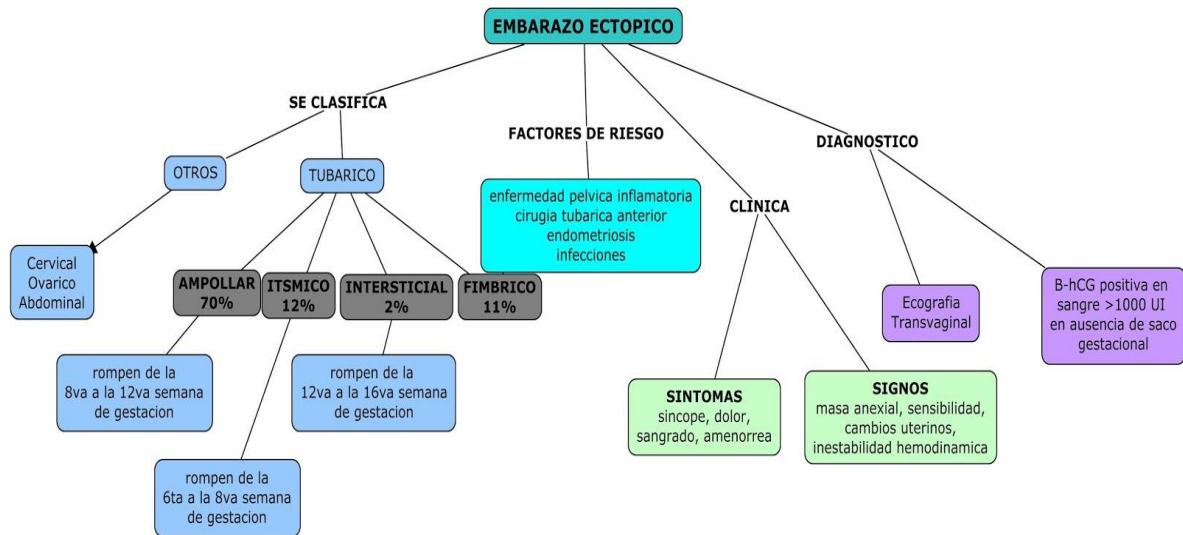 EMBARAZO ECTOPICO
SE CLASIFICA
FACTORES DE RIESGO
DIAGNOSTICO
CLINICA
OTROS
TUBARICO
Cervical
Ovarico
Abdominal
AMPOLLAR
70%
ITSMICO
12%
INTERSTICIAL
2%
FIMBRICO
11%
rompen de la
8va a la 12va semana
de gestacion
rompen de la
6ta a la 8va semana
de gestacion
rompen de la
12va a la 16va semana
de gestacion
enfermedad pelvica inflamatoria
cirugia tubarica anterior
endometriosis
infecciones
SINTOMAS
sincope, dolor,
sangrado, amenorrea
SIGNOS
masa anexial, sensibilidad,
cambios uterinos,
inestabilidad hemodinamica
Ecografia
Transvaginal
B-hCG positiva en
sangre >1000 UI
en ausencia de saco
gestacional